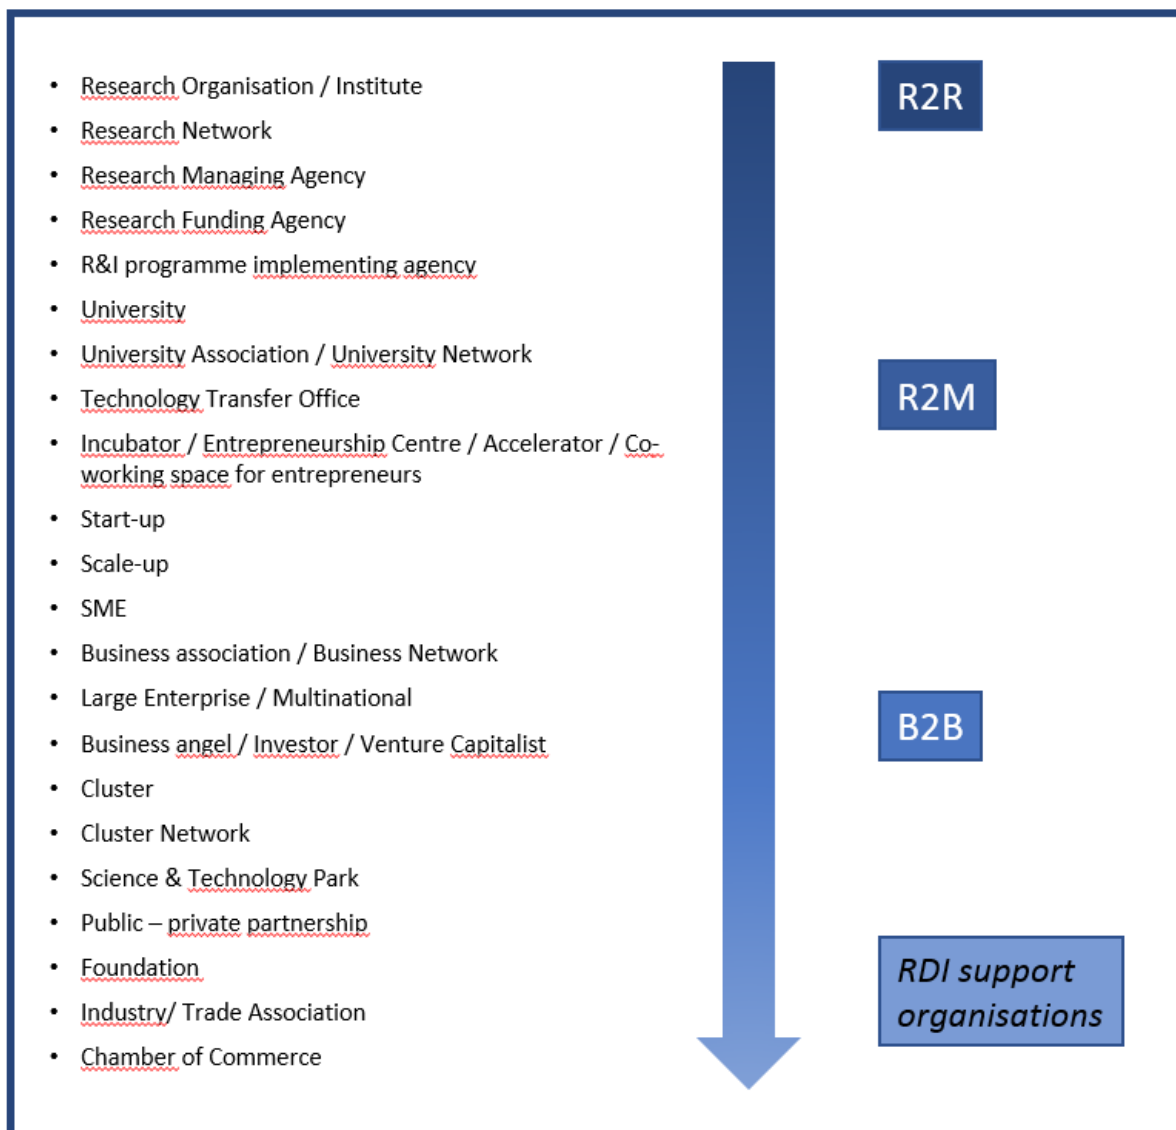 • Research Organisation / Institute
• Research Network
• Research Managing Agency
• Research Funding Agency
• R&I programme implementing agency
• University
• University Association / University Network
• Technology Transfer Office
• Incubator / Entrepreneurship Centre / Accelerator / Co-
working space for entrepreneurs
• Start-up
• Scale-up
• SME
• Business association / Business Network
• Large Enterprise / Multinational
• Business angel / Investor / Venture Capitalist
• Cluster
• Cluster Network
• Science & Technology Park
• Public – private partnership
• Foundation
• Industry/ Trade Association
• Chamber of Commerce
R2R
R2M
B2B
RDI support
organisations